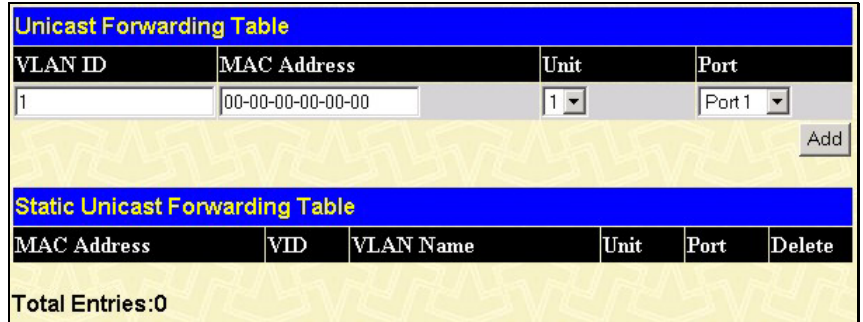 Unicast Forwarding Table
VLAN ID MAC Address Unit Port
1 00-00-00-00-00-00 1 Port 1
Add
Static Unicast Forwarding Table
MAC Address VID VLAN Name Unit Port Delete
Total Entries:0